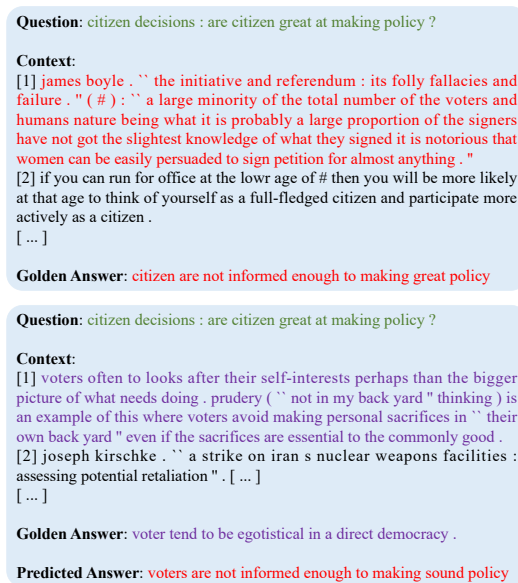 Question: citizen decisions : are citizen great at making policy ?
Context:
[1] james boyle . `` the initiative and referendum : its folly fallacies and
failure . " ( # ) : `` a large minority of the total number of the voters and
humans nature being what it is probably a large proportion of the signers
have not got the slightest knowledge of what they signed it is notorious that
women can be easily persuaded to sign petition for almost anything . "
[2] if you can run for office at the lowr age of # then you will be more likely
at that age to think of yourself as a full-fledged citizen and participate more
actively as a citizen .
[ ... ]
Golden Answer: citizen are not informed enough to making great policy
Question: citizen decisions : are citizen great at making policy ?
Context:
[1] voters often to looks after their self-interests perhaps than the bigger
picture of what needs doing . prudery ( `` not in my back yard " thinking ) is
an example of this where voters avoid making personal sacrifices in `` their
own back yard " even if the sacrifices are essential to the commonly good .
[2] joseph kirschke . `` a strike on iran s nuclear weapons facilities :
assessing potential retaliation " . [ ... ]
[ ... ]
Golden Answer: voter tend to be egotistical in a direct democracy .
Predicted Answer: voters are not informed enough to making sound policy